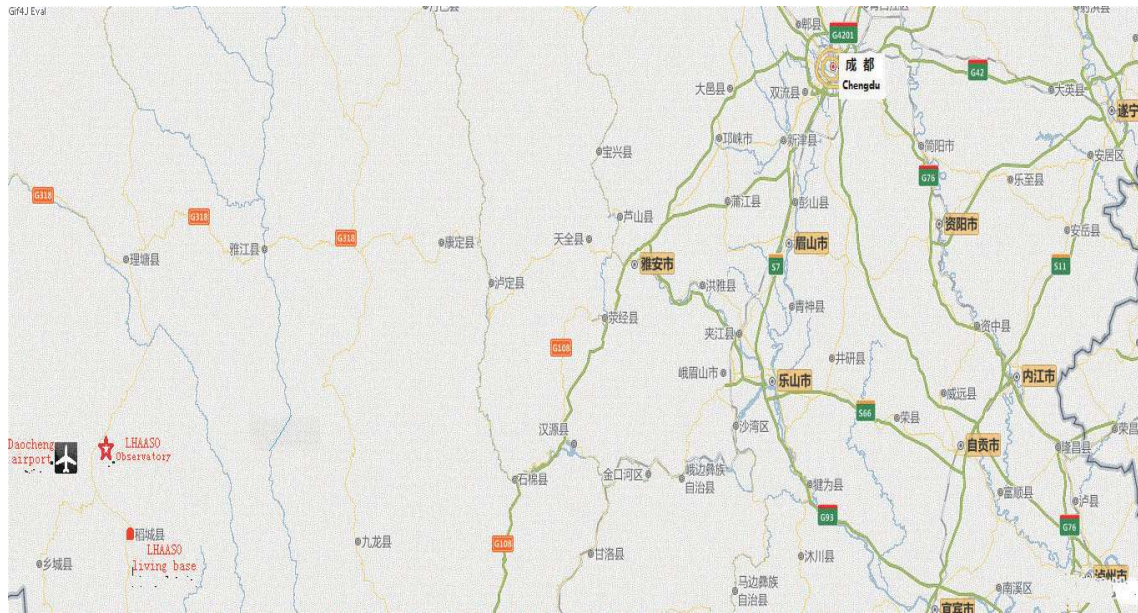 Gif4J Eval
郫县
G4201
成都
Chengdu
G42
大邑县
双流县
大英县
遂宁
邛崃市
新津县
简阳市
安居区
宝兴县
G76
乐至县
G318
G318
芦山县
蒲江县
彭山县
资阳市
安岳县
G318
康定县
天全县
眉山市
雅江县
理塘县
雅安市
S7
S11
泸定县
洪雅县
青神县
荥经县
夹江县
资中县
G108
井研县
峨眉山市
乐山市
内江市
威远县
S66
荣县
沙湾区
荣昌
汉源县
Daocheng
airport
LHAASO
Observatory
自贡市
隆昌县
石棉县
金口河区
峨边彝族
自治县
犍为县
富顺县
泸县
G93
G76
稻城县
九龙县
G108
甘洛县
沐川县
乡城县
LHAASO
living base
马边彝族
自治县
南溪区
泸州市
宜宾市